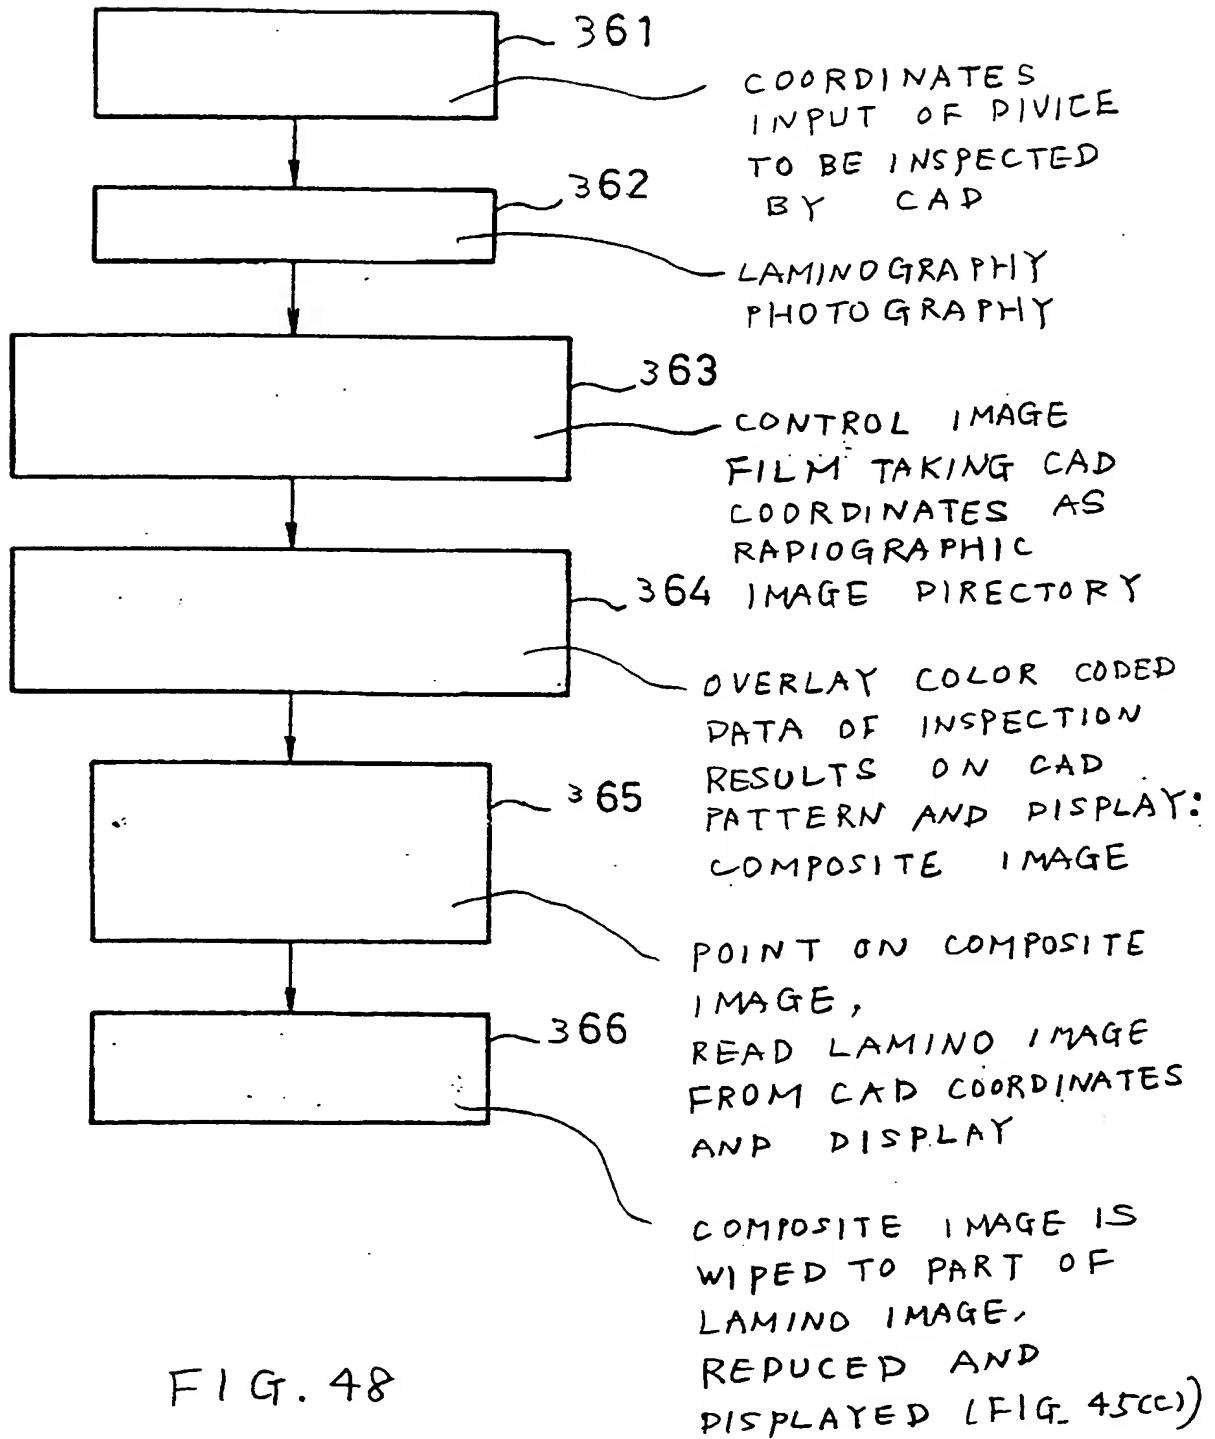 361
COORDINATES
INPUT OF DIVICE
TO BE INSPECTED
BY CAD
362
LAMINOGRAPHY
PHOTOGRAPHY
363
CONTROL IMAGE
FILM TAKING CAD
COORDINATES AS
RADIOGRAPHIC
IMAGE DIRECTORY
364
OVERLAY COLOR CODED
DATA OF INSPECTION
RESULTS ON CAD
PATTERN AND DISPLAY:
COMPOSITE IMAGE
365
POINT ON COMPOSITE
IMAGE,
READ LAMINO IMAGE
FROM CAD COORDINATES
AND DISPLAY
366
COMPOSITE IMAGE IS
WIPED TO PART OF
LAMINO IMAGE,
REDUCED AND
DISPLAYED (FIG. 45(c))
FIG. 48